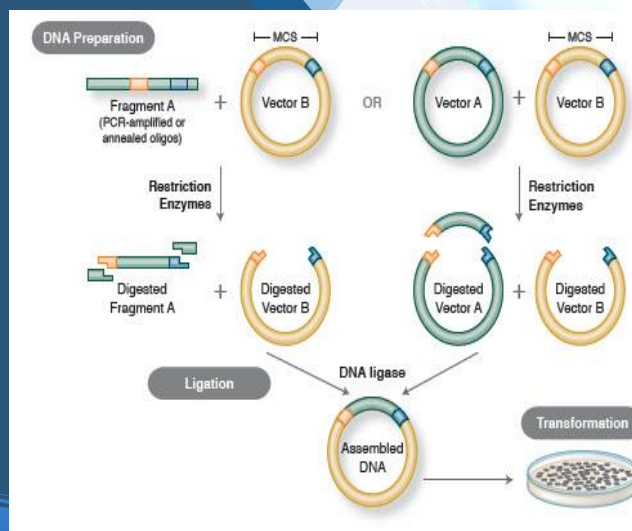 DNA Preparation
MCS
MCS
Fragment A
(PCR-amplified or
annealed oligos)
+
Vector B
OR
Vector A
+
Vector B
Restriction
Enzymes
Restriction
Enzymes
Digested
Fragment A
+
Digested
Vector B
Digested
Vector A
+
Digested
Vector B
Ligation
DNA ligase
Assembled
DNA
Transformation